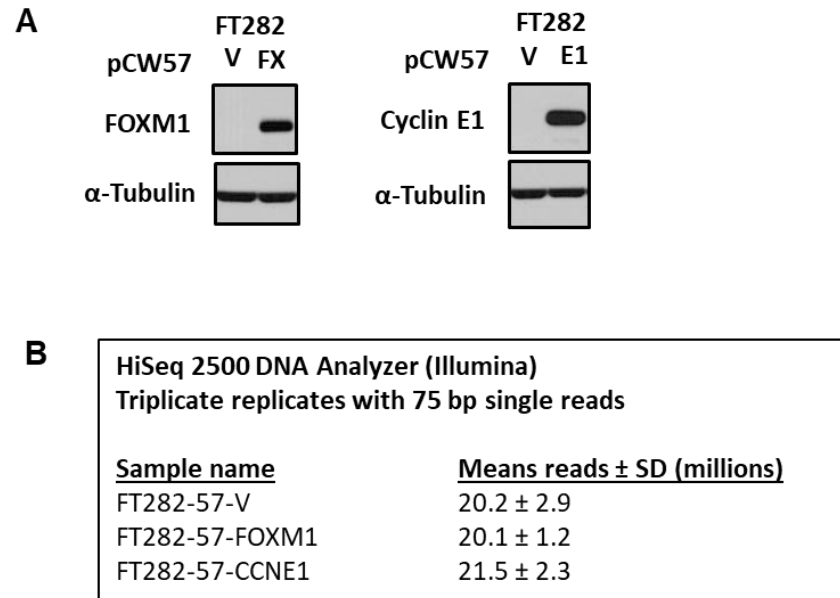 A
FT282
pCW57 V FX
FOXM1
α-Tubulin
FT282
pCW57 V E1
Cyclin E1
α-Tubulin
B
HiSeq 2500 DNA Analyzer (Illumina)
Triplicate replicates with 75 bp single reads
Sample name Means reads ± SD (millions)
FT282-57-V 20.2 ± 2.9
FT282-57-FOXM1 20.1 ± 1.2
FT282-57-CCNE1 21.5 ± 2.3